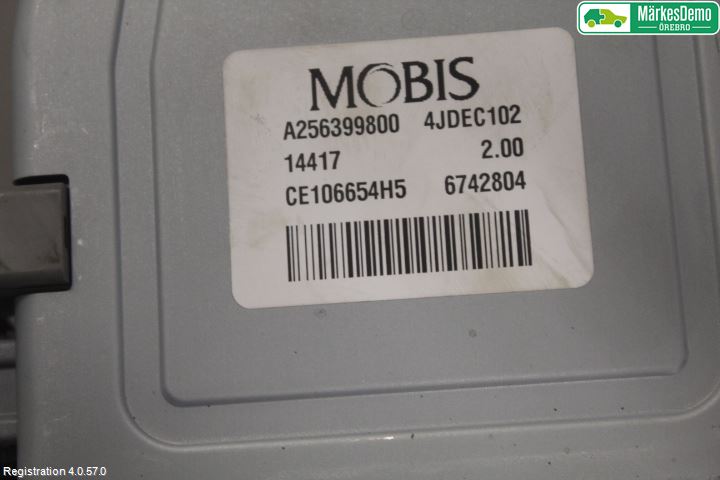 MärkesDemo
ÖREBRO
MOBIS
A256399800 4JDEC102
14417 2.00
CE106654H5 6742804
Registration 4.0.57.0